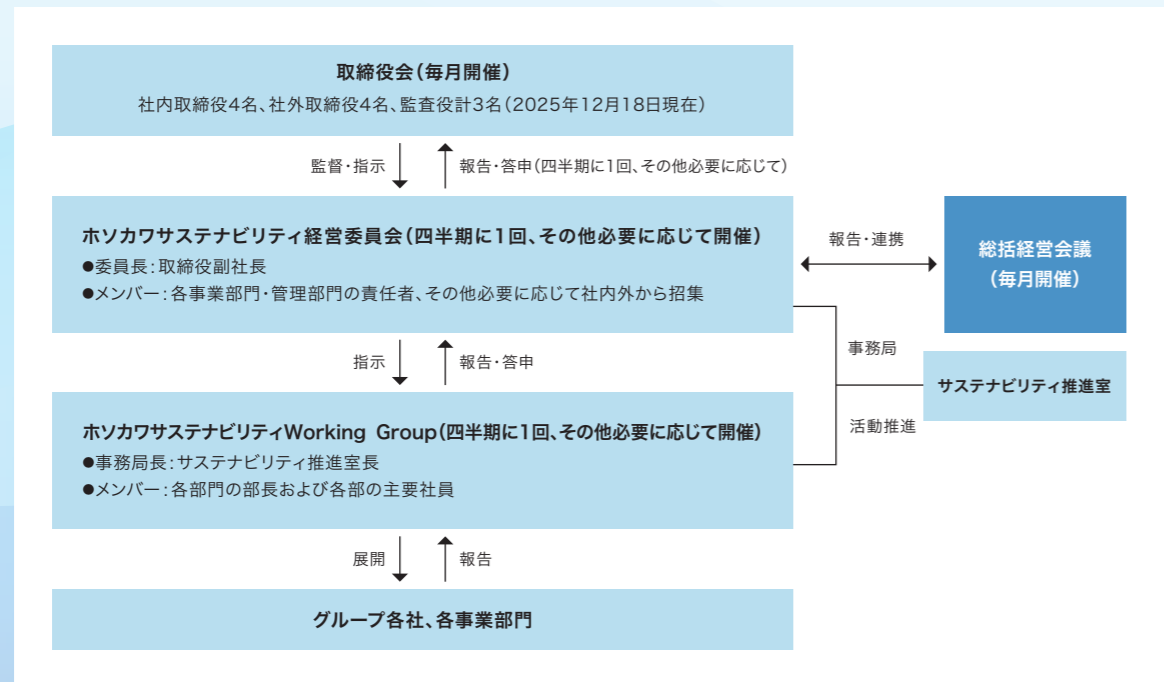 取締役会(毎月開催)
社内取締役4名、社外取締役4名、監査役計3名(2025年12月18日現在)
監督・指示
報告・答申(四半期に1回、その他必要に応じて)
ホソカワサステナビリティ経営委員会(四半期に1回、その他必要に応じて開催)
●委員長:取締役副社長
●メンバー:各事業部門・管理部門の責任者、その他必要に応じて社内外から招集
報告・連携
総括経営会議
(毎月開催)
指示
報告・答申
事務局
サステナビリティ推進室
活動推進
ホソカワサステナビリティWorking Group(四半期に1回、その他必要に応じて開催)
●事務局長:サステナビリティ推進室長
●メンバー:各部門の部長および各部の主要社員
展開
報告
グループ各社、各事業部門